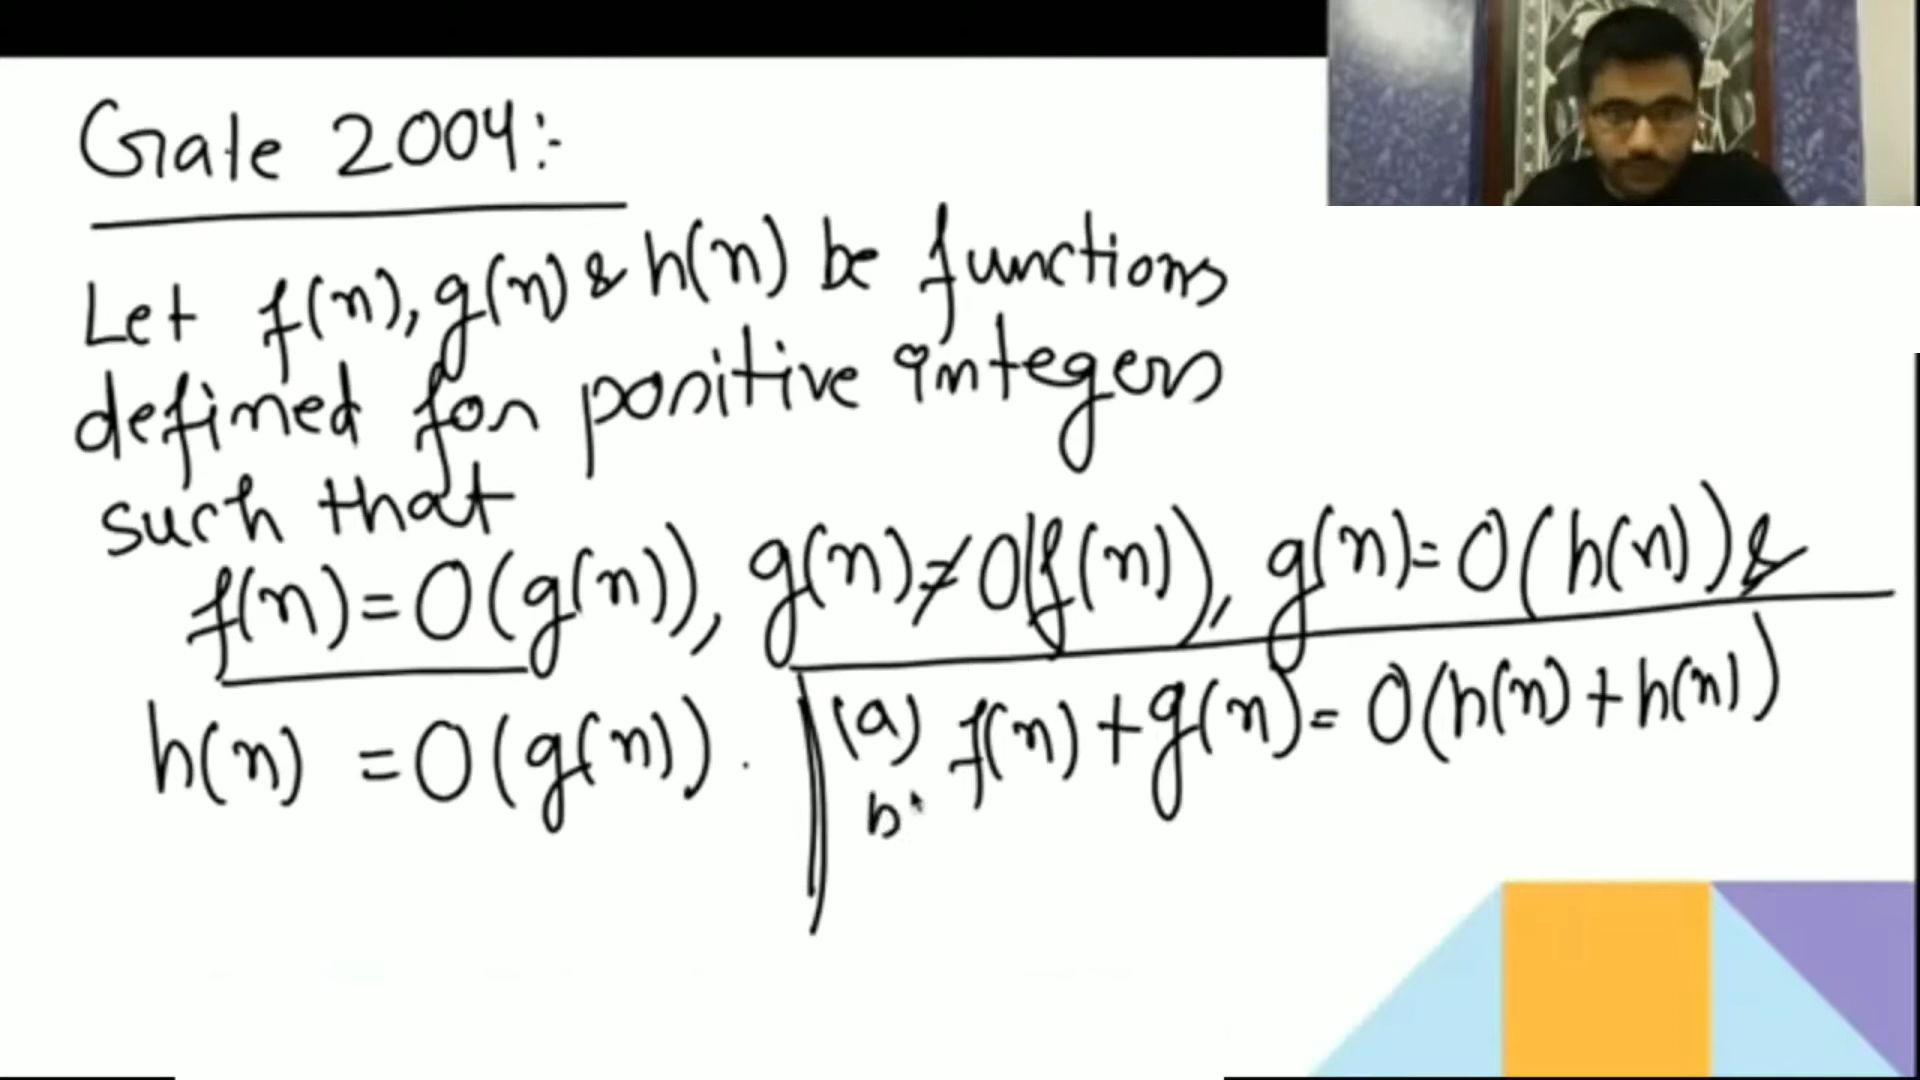 Gate 2004:-
Let f(n), g(n) & h(n) be functions
defined for positive integers
such that
f(n) = O(g(n)), g(n) ≠ O(f(n)), g(n) = O(h(n)) &
h(n) = O(g(n)).
(a) f(n) + g(n) = O(h(n) + h(n))
b